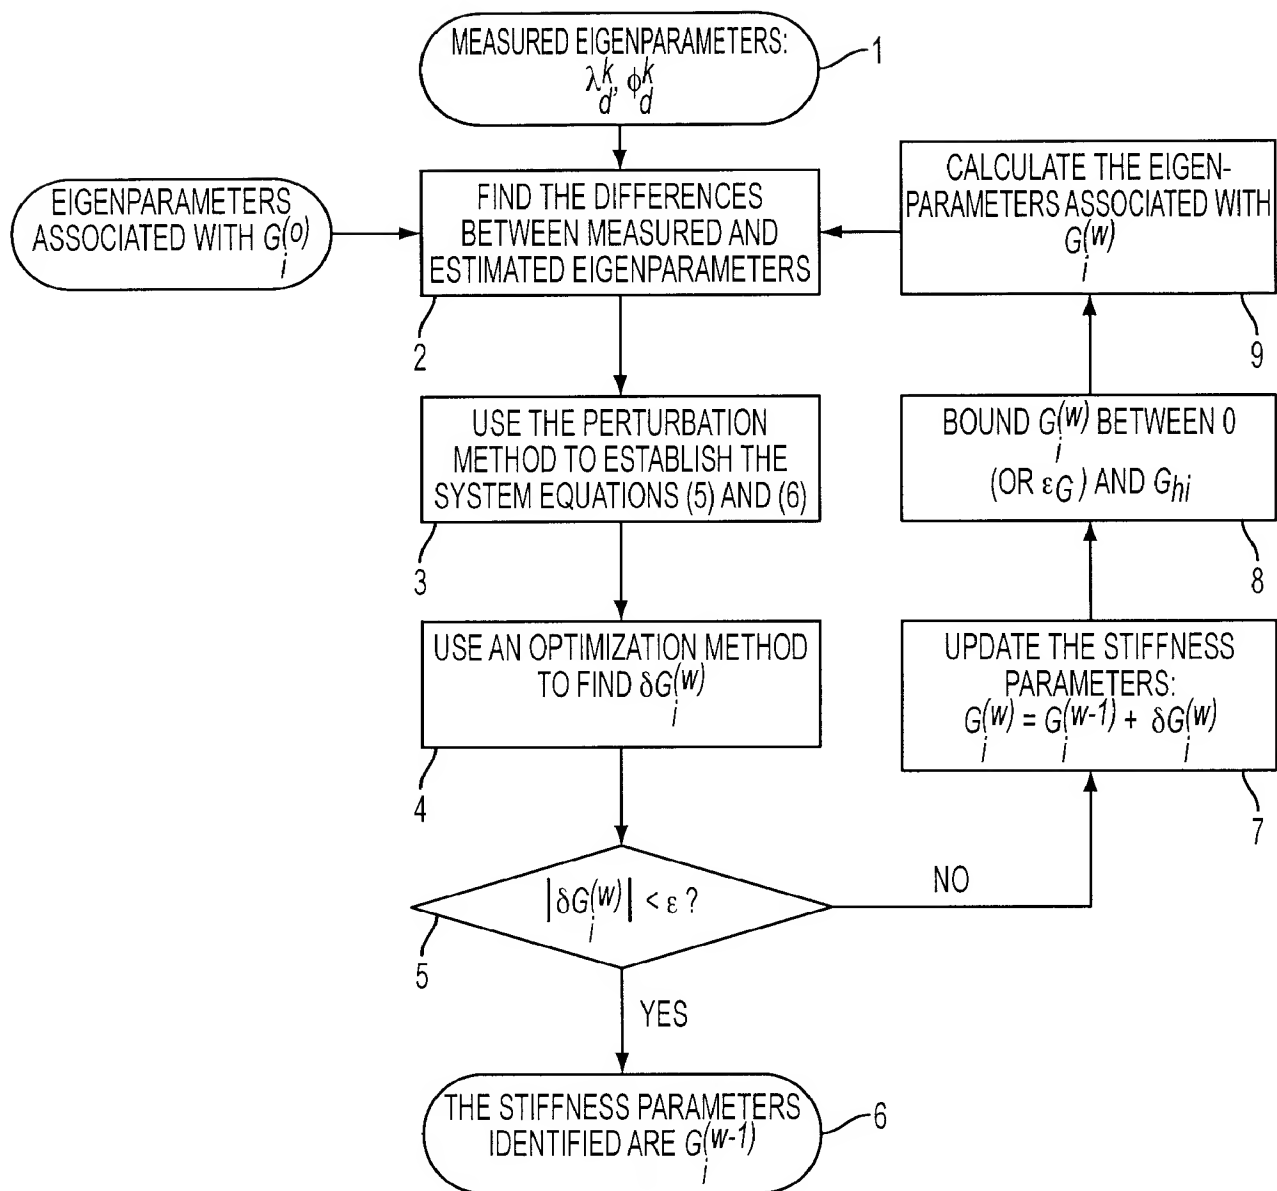 MEASURED EIGENPARAMETERS:
λ_d^k, ϕ_d^k
1
EIGENPARAMETERS
ASSOCIATED WITH G_i^(o)
FIND THE DIFFERENCES
BETWEEN MEASURED AND
ESTIMATED EIGENPARAMETERS
2
CALCULATE THE EIGEN-
PARAMETERS ASSOCIATED WITH
G_i^(w)
9
USE THE PERTURBATION
METHOD TO ESTABLISH THE
SYSTEM EQUATIONS (5) AND (6)
3
BOUND G_i^(w) BETWEEN 0
(OR ε_G) AND G_hi
8
USE AN OPTIMIZATION METHOD
TO FIND δG_i^(w)
4
UPDATE THE STIFFNESS
PARAMETERS:
G_i^(w) = G_i^(w-1) + δG_i^(w)
7
|δG_i^(w)| < ε ?
5
NO
YES
THE STIFFNESS PARAMETERS
IDENTIFIED ARE G_i^(w-1)
6